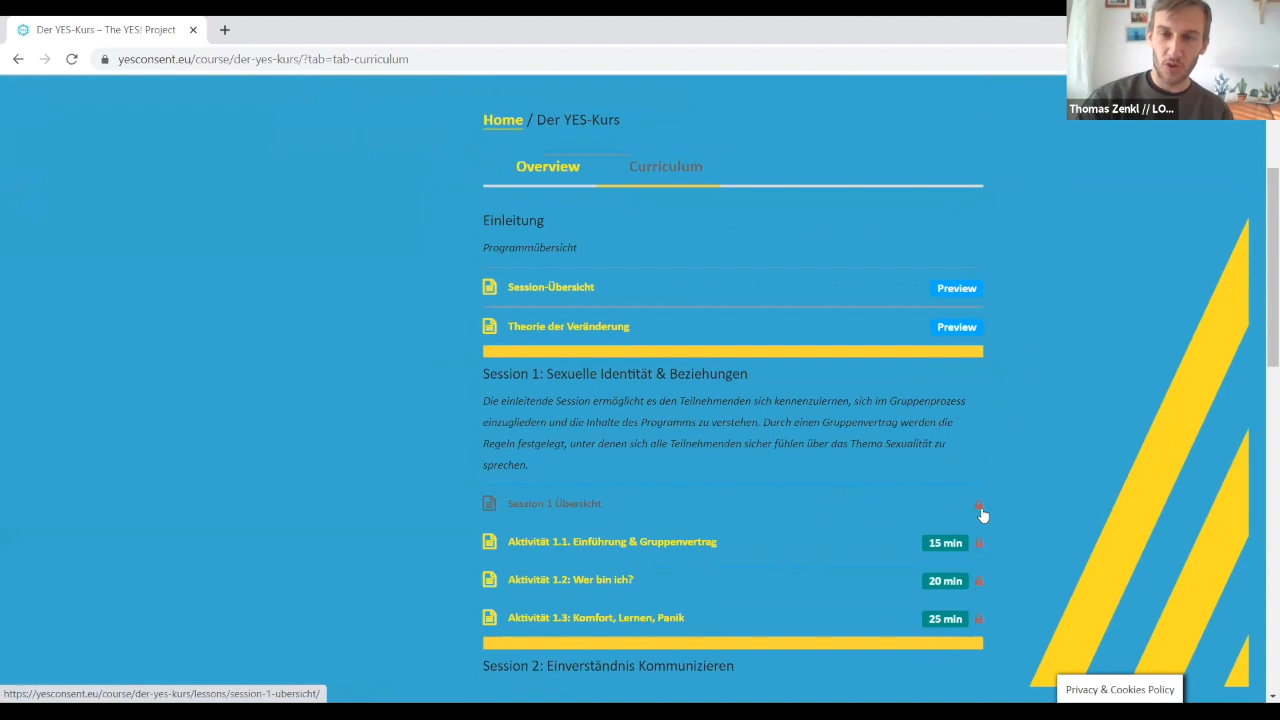 Der YES-Kurs – The YES! Project
yesconsent.eu/course/der-yes-kurs/?tab=tab-curriculum
Thomas Zenkl // LO...
Home / Der YES-Kurs
Overview
Curriculum
Einleitung
Programmübersicht
Session-Übersicht
Preview
Theorie der Veränderung
Preview
Session 1: Sexuelle Identität & Beziehungen
Die einleitende Session ermöglicht es den Teilnehmenden sich kennenzulernen, sich im Gruppenprozess
einzugliedern und die Inhalte des Programms zu verstehen. Durch einen Gruppenvertrag werden die
Regeln festgelegt, unter denen sich alle Teilnehmenden sicher fühlen über das Thema Sexualität zu
sprechen.
Session 1 Übersicht
Aktivität 1.1. Einführung & Gruppenvertrag
15 min
Aktivität 1.2: Wer bin ich?
20 min
Aktivität 1.3: Komfort, Lernen, Panik
25 min
Session 2: Einverständnis Kommunizieren
https://yesconsent.eu/course/der-yes-kurs/lessons/session-1-ubersicht/
Privacy & Cookies Policy